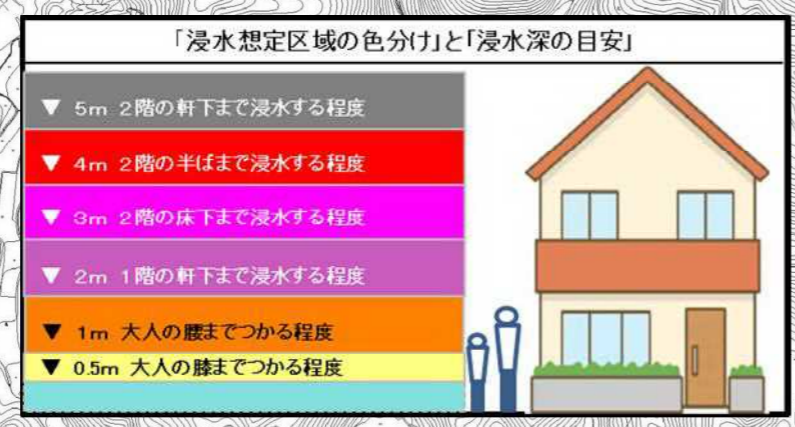 「浸水想定区域の色分け」と「浸水深の目安」
▼ 5m 2階の軒下まで浸水する程度
▼ 4m 2階の半ばまで浸水する程度
▼ 3m 2階の床下まで浸水する程度
▼ 2m 1階の軒下まで浸水する程度
▼ 1m 大人の腰までつかる程度
▼ 0.5m 大人の膝までつかる程度